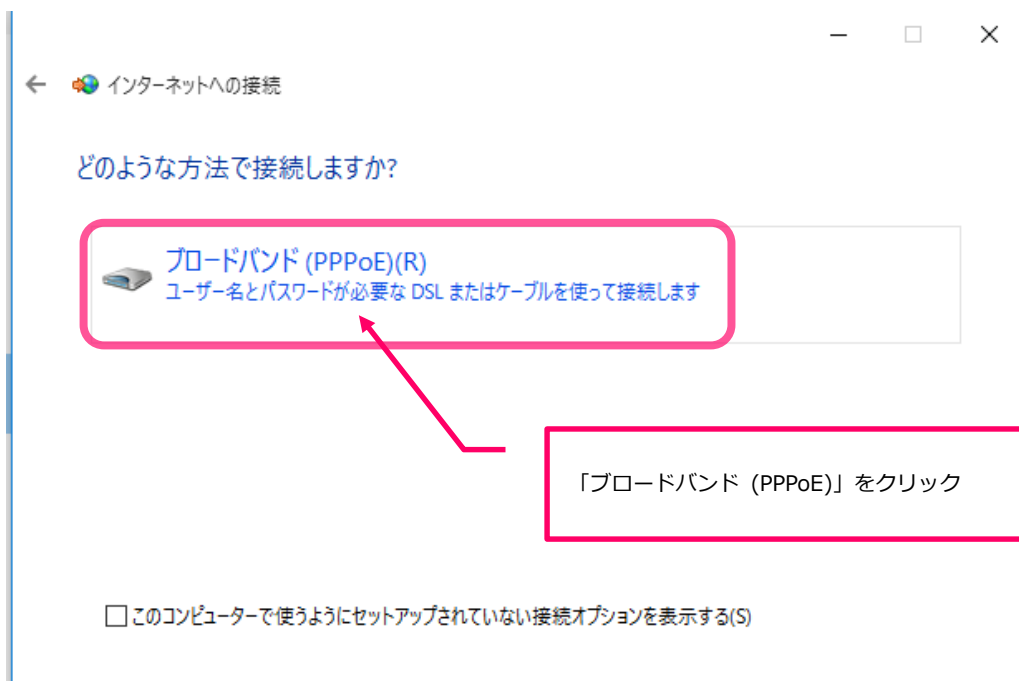 インターネットへの接続
どのような方法で接続しますか?
ブロードバンド (PPPoE)(R)
ユーザー名とパスワードが必要な DSL またはケーブルを使って接続します
「ブロードバンド (PPPoE)」をクリック
このコンピューターで使うようにセットアップされていない接続オプションを表示する(S)